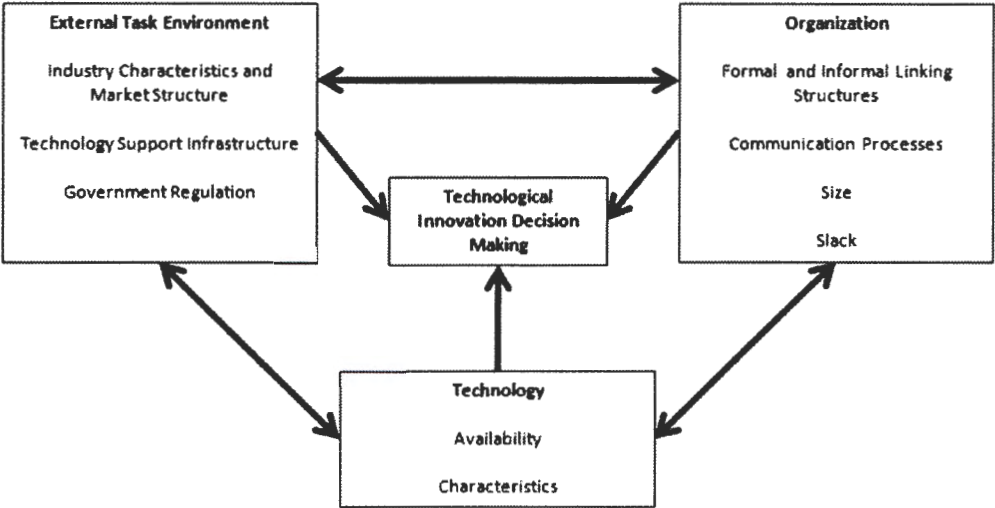 External Task Environment
Industry Characteristics and
Market Structure
Technology Support Infrastructure
Government Regulation
Organization
Formal and Informal Linking
Structures
Communication Processes
Size
Slack
Technological
Innovation Decision
Making
Technology
Availability
Characteristics